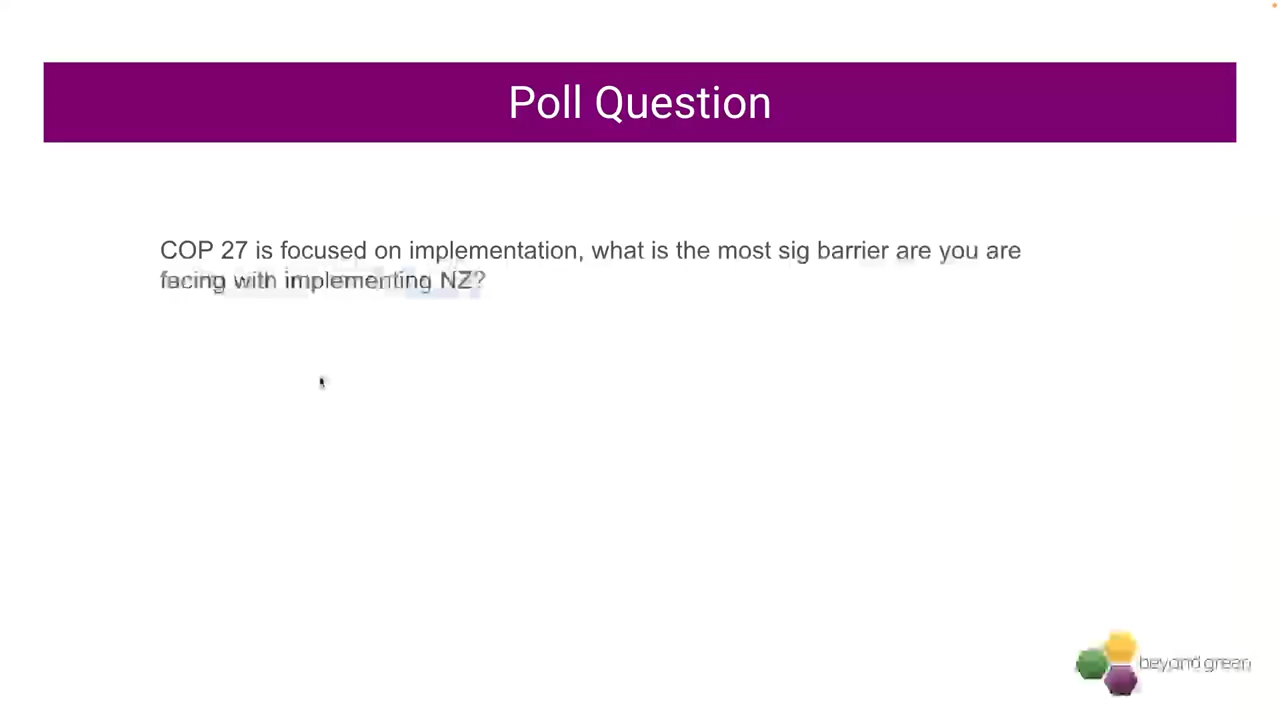 Poll Question
COP 27 is focused on implementation, what is the most sig barrier are you are
facing with implementing NZ?
beyond green